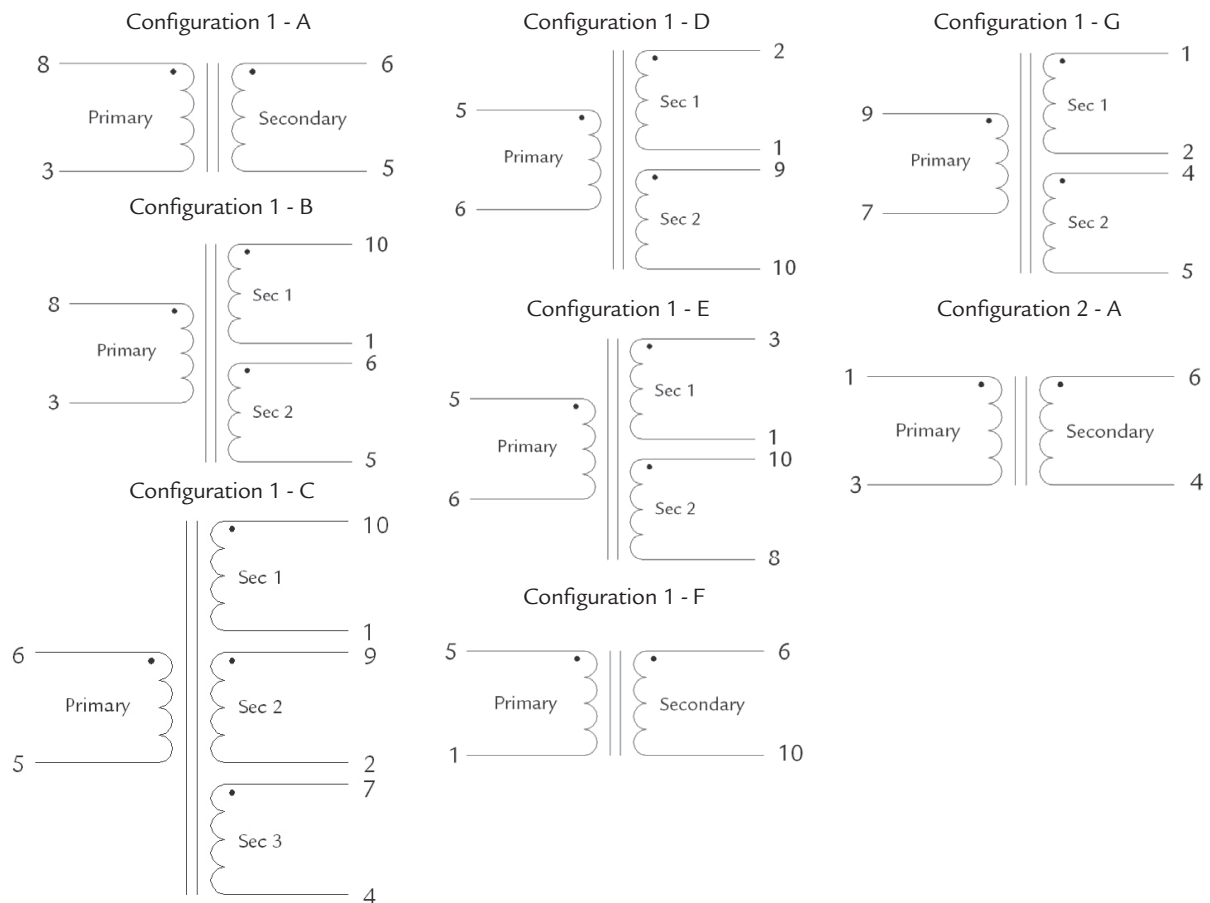 Configuration 1 - A
8
6
Primary
Secondary
3
5
Configuration 1 - B
10
8
Sec 1
Primary
1
6
3
Sec 2
5
Configuration 1 - C
10
Sec 1
1
6
9
Primary
Sec 2
5
2
7
Sec 3
4
Configuration 1 - D
2
5
Sec 1
Primary
1
9
6
Sec 2
10
Configuration 1 - E
3
5
Sec 1
Primary
1
10
6
Sec 2
8
Configuration 1 - F
5
6
Primary
Secondary
1
10
Configuration 1 - G
1
9
Sec 1
Primary
2
4
7
Sec 2
5
Configuration 2 - A
1
6
Primary
Secondary
3
4